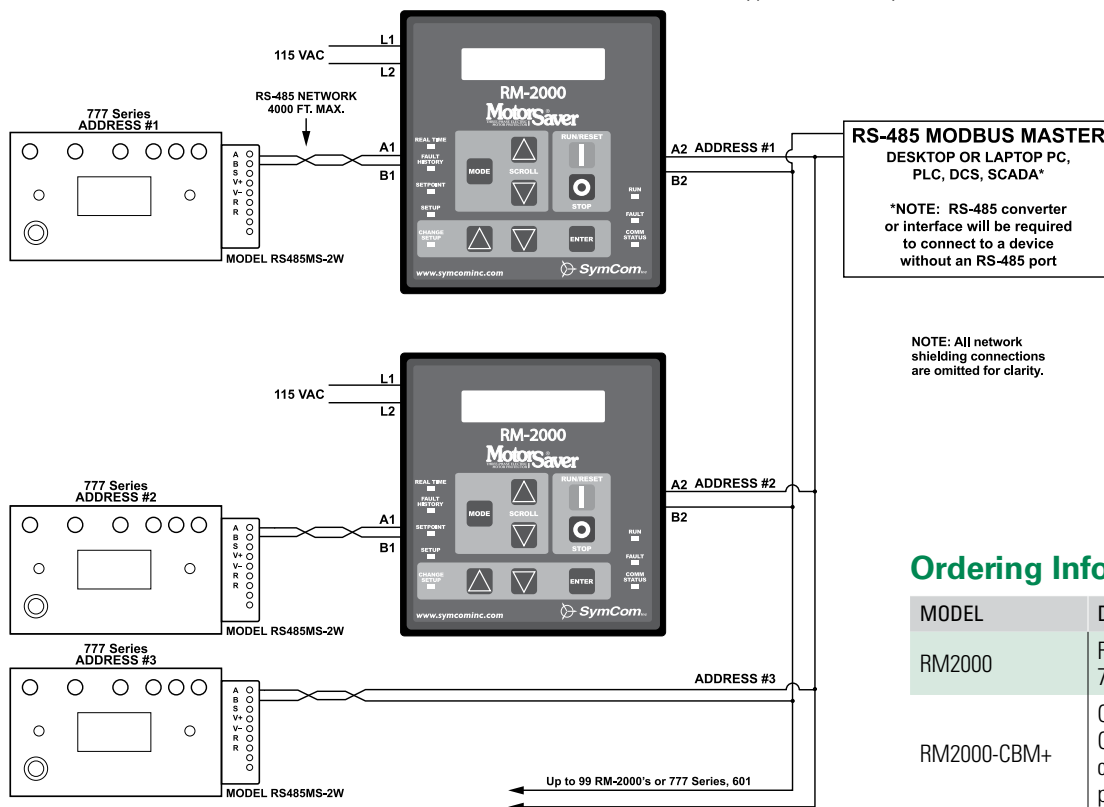 L1
115 VAC
L2
RS-485 NETWORK
4000 FT. MAX.
777 Series
ADDRESS #1
A
B
S
V+
V−
R
R
MODEL RS485MS-2W
A1
B1
RM-2000
MotorSaver
REAL TIME
FAULT
HISTORY
SETPOINT
SETUP
CHANGE
SETUP
MODE
SCROLL
RUN/RESET
STOP
ENTER
RUN
FAULT
COMM
STATUS
www.symcominc.com
SymCom
A2 ADDRESS #1
B2
RS-485 MODBUS MASTER
DESKTOP OR LAPTOP PC,
PLC, DCS, SCADA*
*NOTE: RS-485 converter
or interface will be required
to connect to a device
without an RS-485 port
NOTE: All network
shielding connections
are omitted for clarity.
L1
115 VAC
L2
777 Series
ADDRESS #2
A
B
S
V+
V−
R
R
MODEL RS485MS-2W
A1
B1
RM-2000
MotorSaver
REAL TIME
FAULT
HISTORY
SETPOINT
SETUP
CHANGE
SETUP
MODE
SCROLL
RUN/RESET
STOP
ENTER
RUN
FAULT
COMM
STATUS
www.symcominc.com
SymCom
A2 ADDRESS #2
B2
777 Series
ADDRESS #3
A
B
S
V+
V−
R
R
MODEL RS485MS-2W
ADDRESS #3
Up to 99 RM-2000's or 777 Series, 601
Ordering Info
MODEL
RM2000
RM2000-CBM+